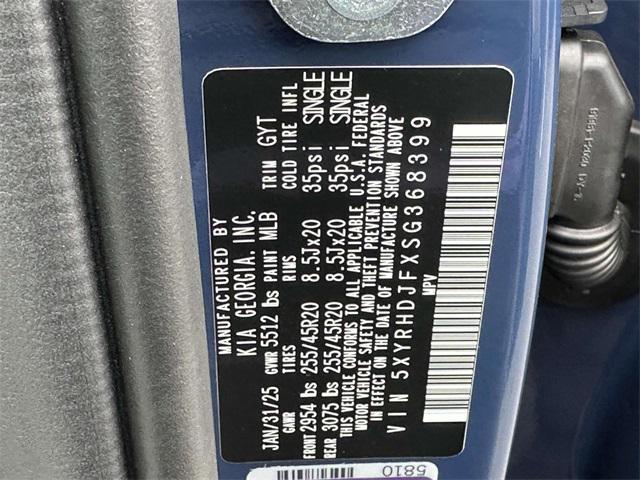 MANUFACTURED BY
KIA GEORGIA, INC.
JAN/31/25 GVWR 5512 lbs PAINT MLB TRIM GYT
GAWR TIRES RIMS COLD TIRE INFL
FRONT 2954 lbs 255/45R20 8.5Jx20 35psi SINGLE
REAR 3075 lbs 255/45R20 8.5Jx20 35psi SINGLE
THIS VEHICLE CONFORMS TO ALL APPLICABLE U.S.A. FEDERAL
MOTOR VEHICLE SAFETY AND THEFT PREVENTION STANDARDS
IN EFFECT ON THE DATE OF MANUFACTURE SHOWN ABOVE
VIN 5XYRHDJFXSG368399
MPV
5810